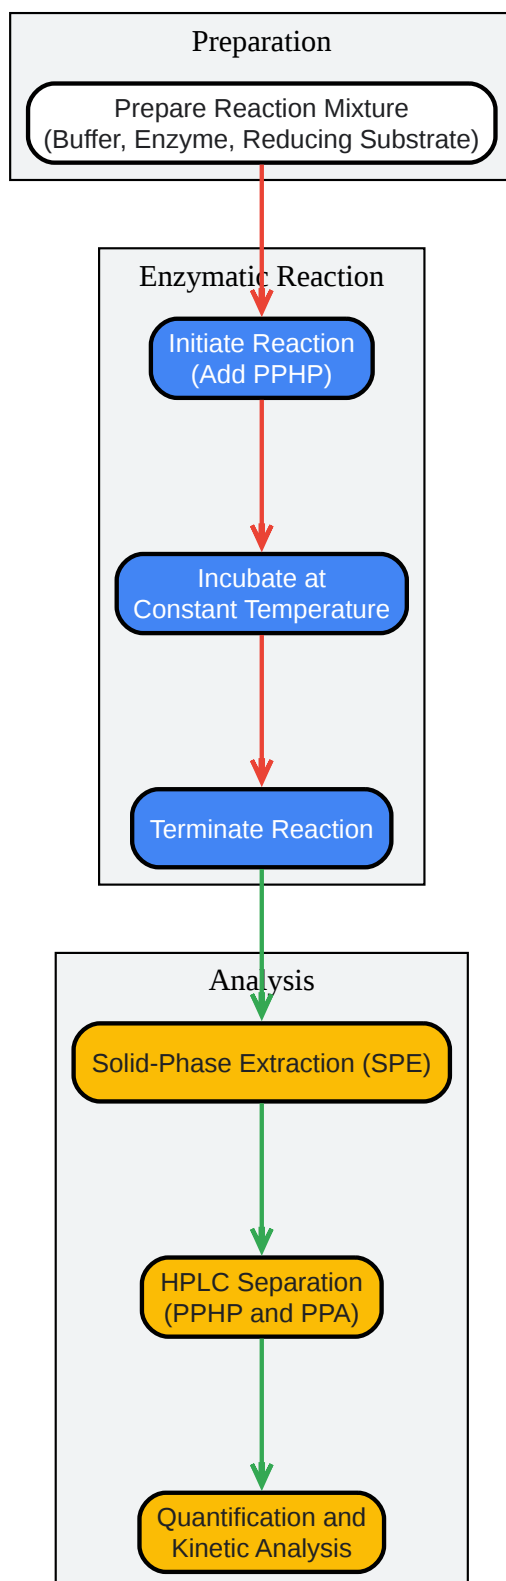 Preparation
Prepare Reaction Mixture
(Buffer, Enzyme, Reducing Substrate)
Enzymatic Reaction
Initiate Reaction
(Add PPHP)
Incubate at
Constant Temperature
Terminate Reaction
Analysis
Solid-Phase Extraction (SPE)
HPLC Separation
(PPHP and PPA)
Quantification and
Kinetic Analysis